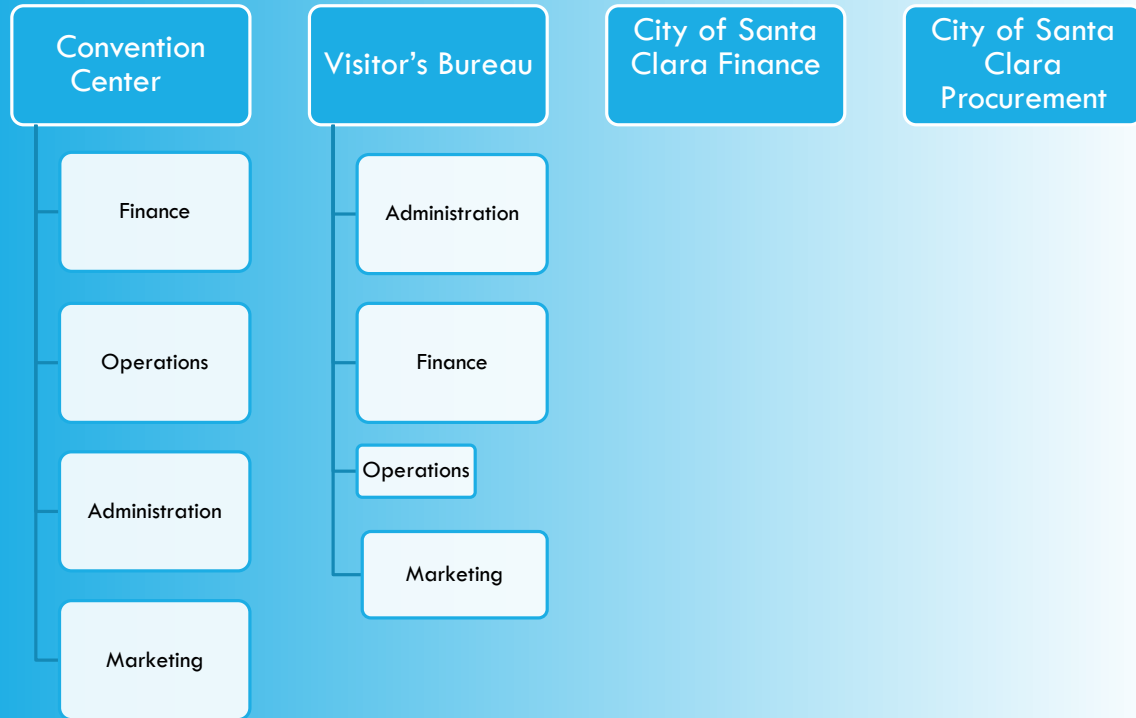 Convention
Center
Finance
Operations
Administration
Marketing
Visitor’s Bureau
Administration
Finance
Operations
Marketing
City of Santa
Clara Finance
City of Santa
Clara
Procurement